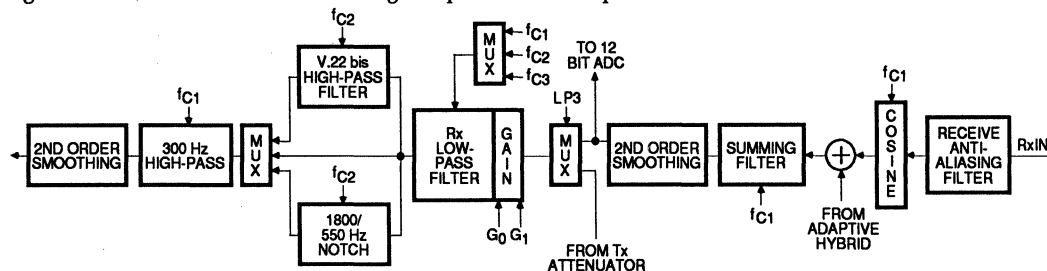 fC2
V.22 bis
HIGH-PASS
FILTER
fC1
2ND ORDER
SMOOTHING
300 Hz
HIGH-PASS
MUX
fC2
1800/
550 Hz
NOTCH
MUX
fC1
fC2
fC3
Rx
LOW-
PASS
FILTER
GAIN
G0 G1
LP3
MUX
TO 12
BIT ADC
FROM Tx
ATTENUATOR
2ND ORDER
SMOOTHING
SUMMING
FILTER
fC1
+
FROM
ADAPTIVE
HYBRID
fC1
COSINE
RECEIVE
ANTI-
ALIASING
FILTER
RxIN